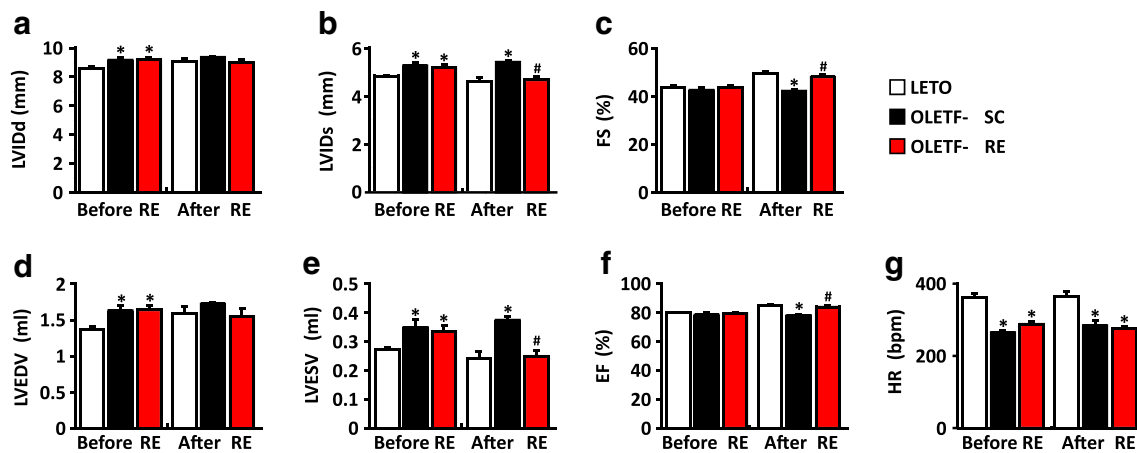 a
LVIDd (mm)
10
8
6
4
2
0
* *
Before RE After RE
b
LVIDs (mm)
6
4
2
0
* * * #
Before RE After RE
c
FS (%)
60
40
20
0
* #
Before RE After RE
LETO
OLETF- SC
OLETF- RE
d
LVEDV (ml)
2
1.5
1
0.5
0
* *
Before RE After RE
e
LVESV (ml)
0.4
0.3
0.2
0.1
0
* * * #
Before RE After RE
f
EF (%)
100
80
60
40
20
0
* #
Before RE After RE
g
HR (bpm)
400
200
0
* * * *
Before RE After RE